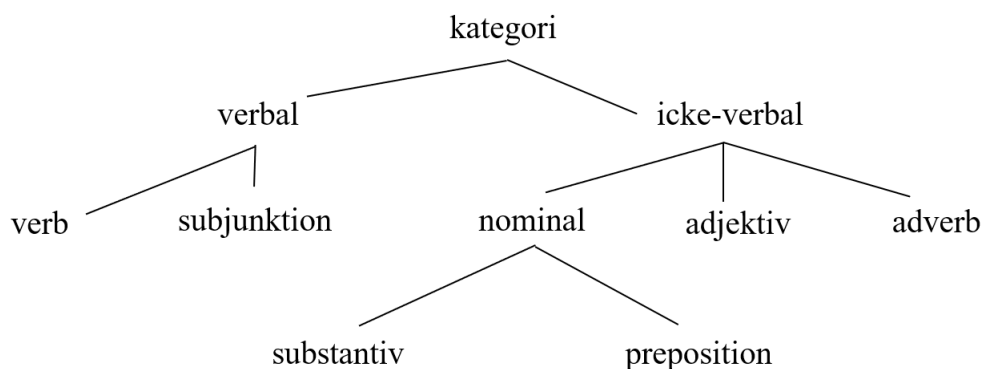 kategori
verbal icke-verbal
verb subjunktion nominal adjektiv adverb
substantiv preposition